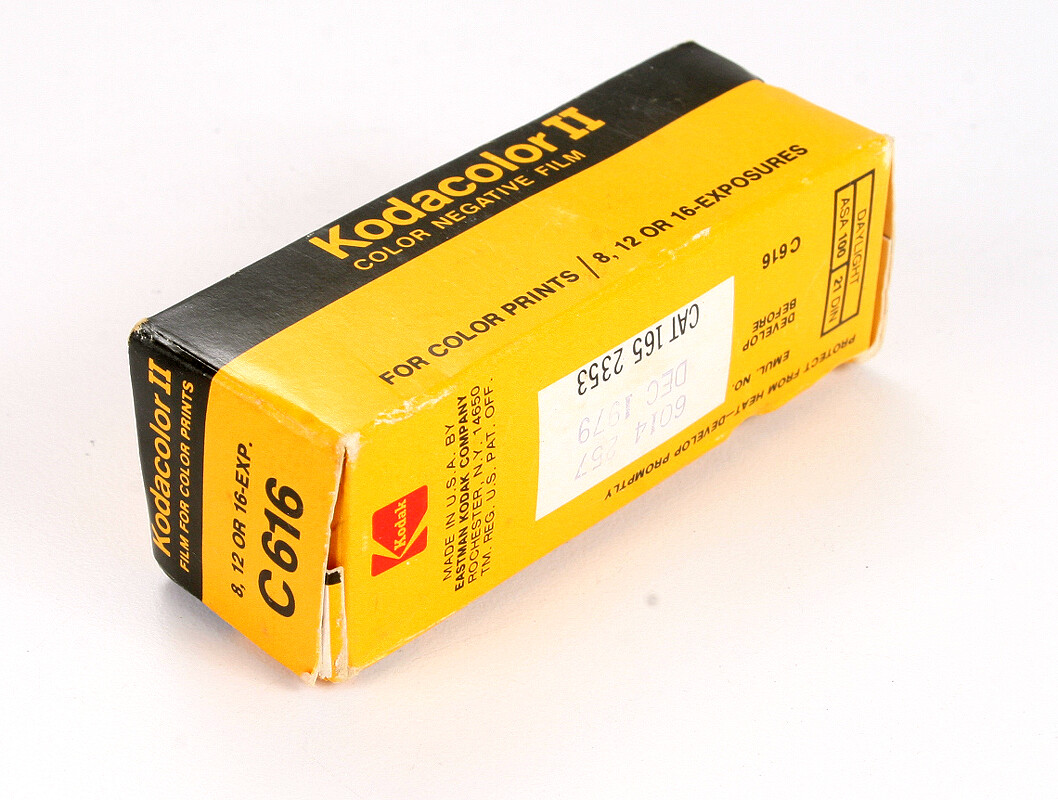 Kodacolor II
COLOR NEGATIVE FILM
FOR COLOR PRINTS / 8, 12 OR 16-EXPOSURES
Kodacolor II
FILM FOR COLOR PRINTS
8, 12 OR 16-EXP.
C 616
Kodak
MADE IN U.S.A. BY
EASTMAN KODAK COMPANY
ROCHESTER, N.Y. 14650
TM. REG. U.S. PAT. OFF.
CAT 165 2353
DEC 1979
6014 257
C 616
DAYLIGHT
ASA 100 21 DIN
DEVELOP
BEFORE
EMUL. NO.
PROTECT FROM HEAT—DEVELOP PROMPTLY